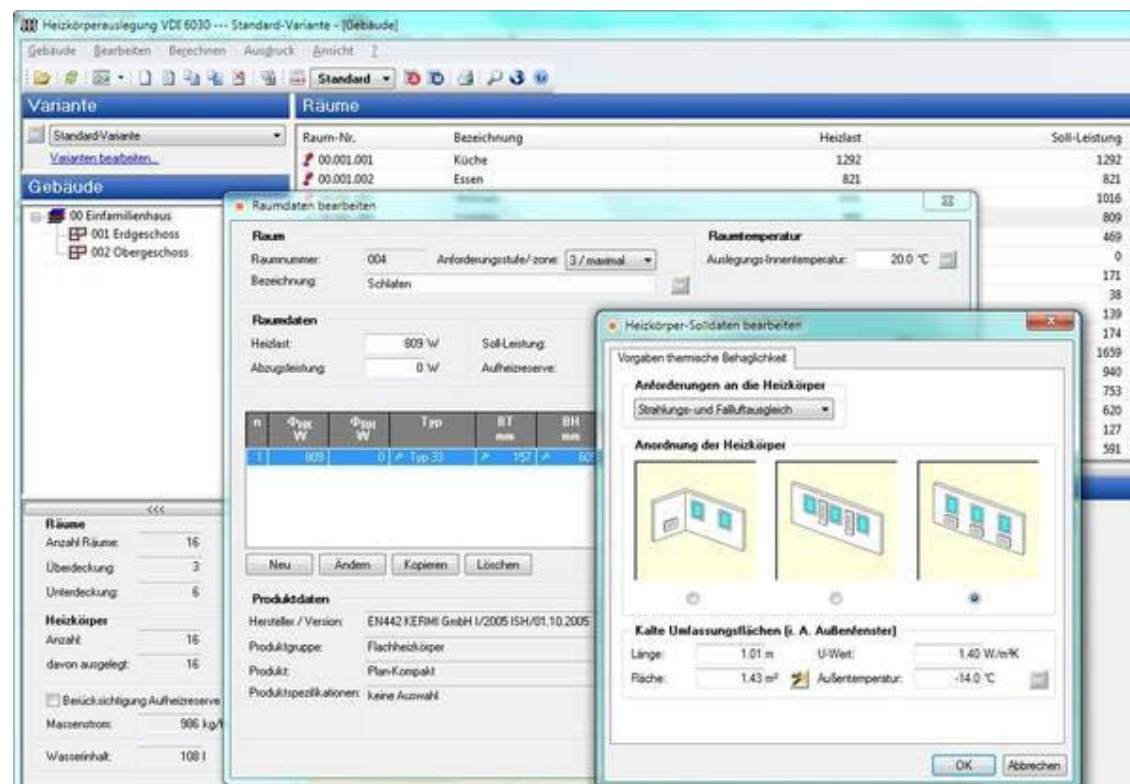 Heizkörperauslegung VDI 6030 --- Standard-Variante - [Gebäude]
Gebäude Bearbeiten Berechnen Ausdruck Ansicht ?
Standard
Variante
Räume
Standard-Variante
Varianten bearbeiten...
Raum-Nr. Bezeichnung Heizlast Soll-Leistung
00.001.001 Küche 1292 1292
00.001.002 Essen 821 821
1016
809
469
0
171
38
139
174
1659
940
753
620
127
591
Gebäude
00 Einfamilienhaus
001 Erdgeschoss
002 Obergeschoss
<<<
Räume
Anzahl Räume: 16
Überdeckung: 3
Unterdeckung: 6
Heizkörper
Anzahl: 16
davon ausgelegt: 16
Berücksichtigung Aufheizreserve
Massenstrom: 986 kg/
Wasserinhalt: 108 l
Raumdaten bearbeiten
Raum
Raumnummer: 004 Anforderungsstufe/-zone: 3 / maximal
Bezeichnung: Schlafen
Raumtemperatur
Auslegungs-Innentemperatur: 20.0 °C
Raumdaten
Heizlast: 809 W Soll-Leistung:
Abzugsleistung: 0 W Aufheizreserve:
n ΦHK W ΦRH W Typ BT mm BH mm
1 809 0 Typ 33 157 60
Neu Ändern Kopieren Löschen
Produktdaten
Hersteller / Version: EN442 KERMI GmbH I/2005 ISH/01.10.2005
Produktgruppe: Flachheizkörper
Produkt: Plan-Kompakt
Produktspezifikationen: keine Auswahl
Heizkörper-Solldaten bearbeiten
Vorgaben thermische Behaglichkeit
Anforderungen an die Heizkörper
Strahlungs- und Fallluftausgleich
Anordnung der Heizkörper
Kalte Umfassungsflächen [i. A. Außenfenster]
Länge: 1.01 m U-Wert: 1.40 W/m²K
Fläche: 1.43 m² Außentemperatur: -14.0 °C
OK Abbrechen